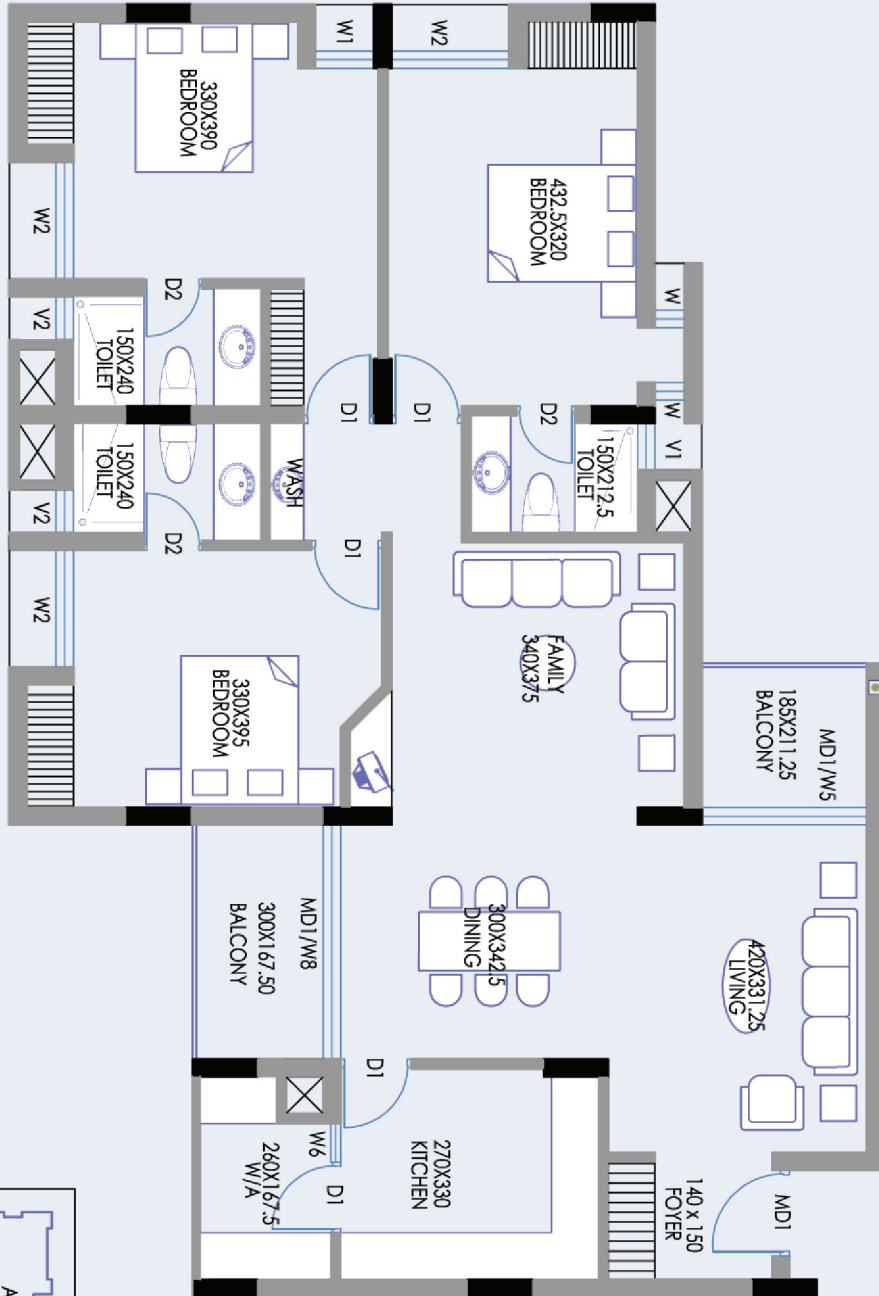 W1
W2
330X390
BEDROOM
432.5X320
BEDROOM
W2
D2
W
V2
150X240
TOILET
D1
D1
D2
W
V1
150X240
TOILET
WASH
150X212.5
TOILET
V2
D2
D1
W2
FAMILY
340X375
330X395
BEDROOM
185X211.25
BALCONY
MD1/W5
MD1/W8
300X167.50
BALCONY
300X342.5
DINING
420X331.25
LIVING
D1
W6
260X167.5
W/A
D1
270X330
KITCHEN
140 x 150
FOYER
MD1
A